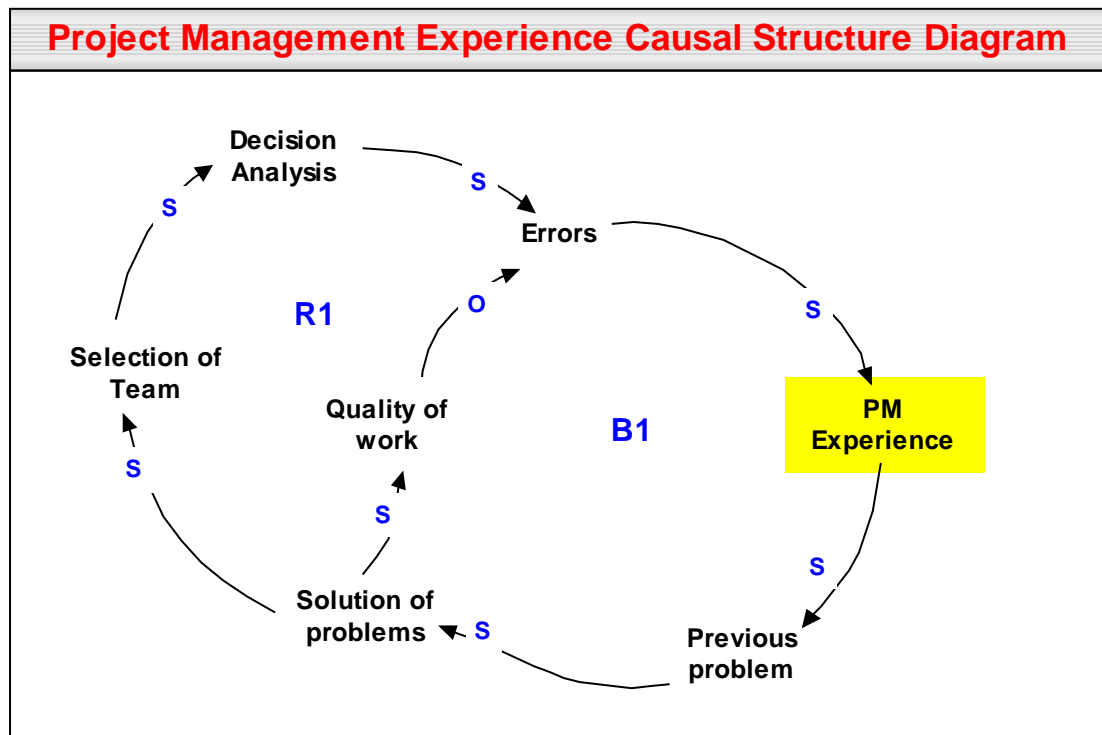 Project Management Experience Causal Structure Diagram
Decision
Analysis
S
S
Errors
R1
O
S
Selection of
Team
Quality of
work
B1
PM
Experience
S
S
S
Solution of
problems
S
Previous
problem